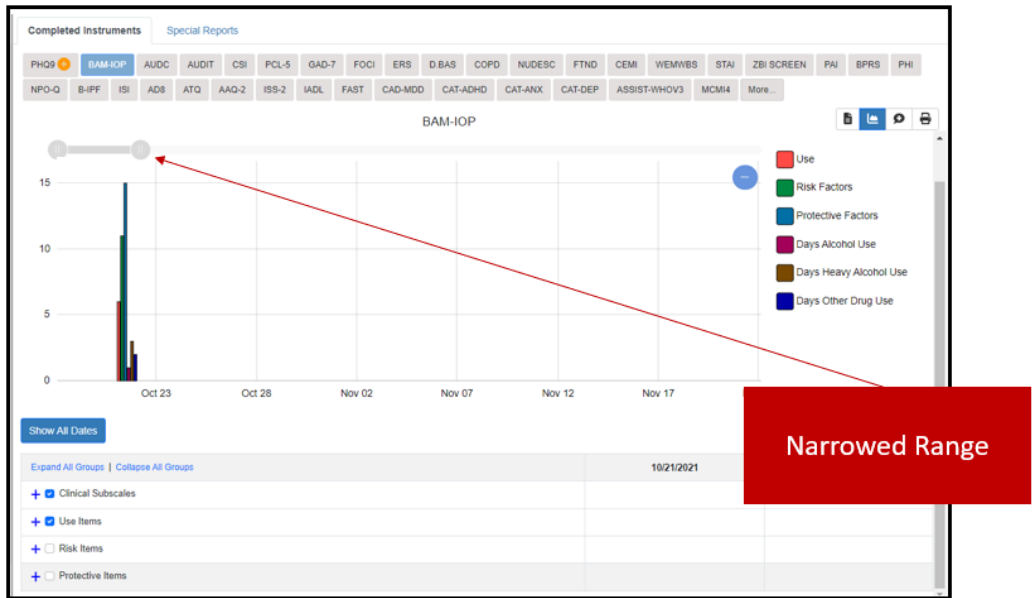 Completed Instruments Special Reports
PHQ9 BAM-IOP AUDC AUDIT CSI PCL-5 GAD-7 FOCI ERS D.BAS COPD NUDESC FTND CEMI WEMWBS STAI ZBI SCREEN PAI BPRS PHI
NPO-Q B-IPF ISI AD8 ATQ AAQ-2 ISS-2 IADL FAST CAD-MDD CAT-ADHD CAT-ANX CAT-DEP ASSIST-WHOV3 MCMI4 More...
BAM-IOP
Use
Risk Factors
Protective Factors
Days Alcohol Use
Days Heavy Alcohol Use
Days Other Drug Use
15
10
5
0
Oct 23 Oct 28 Nov 02 Nov 07 Nov 12 Nov 17
Narrowed Range
Show All Dates
Expand All Groups | Collapse All Groups 10/21/2021
Clinical Subscales
Use Items
Risk Items
Protective Items